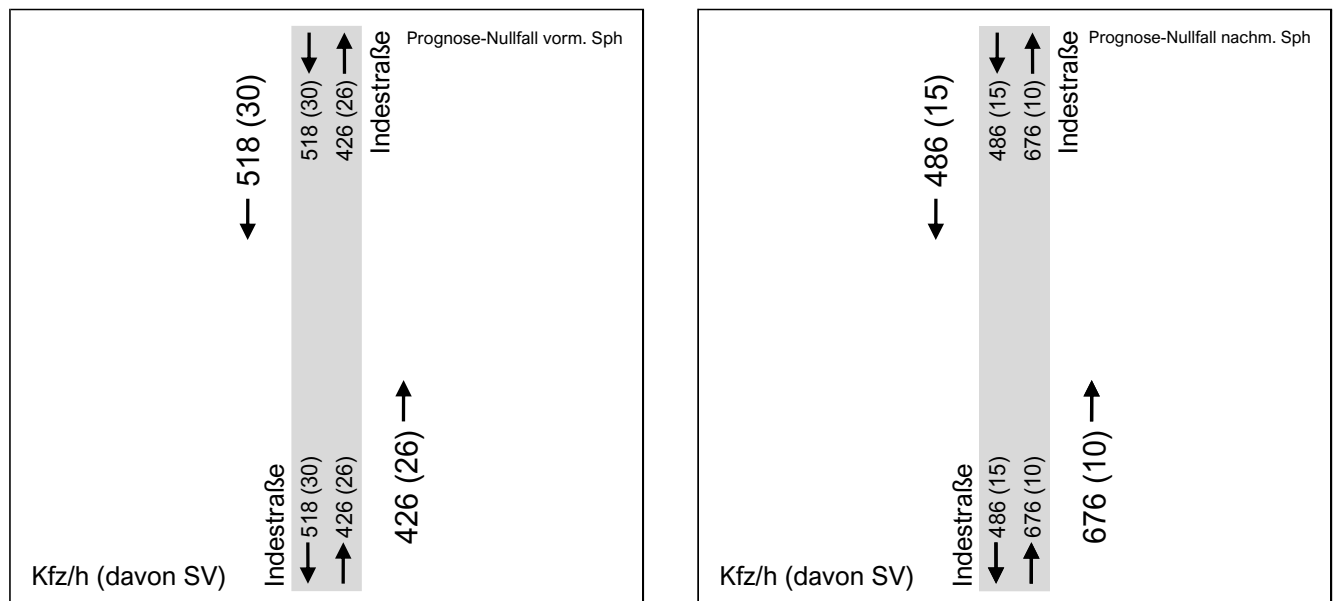 Prognose-Nullfall vorm. Sph
518 (30)
518 (30)
426 (26)
Indestraße
Indestraße
518 (30)
426 (26)
426 (26)
Kfz/h (davon SV)
Prognose-Nullfall nachm. Sph
486 (15)
486 (15)
676 (10)
Indestraße
Indestraße
486 (15)
676 (10)
676 (10)
Kfz/h (davon SV)